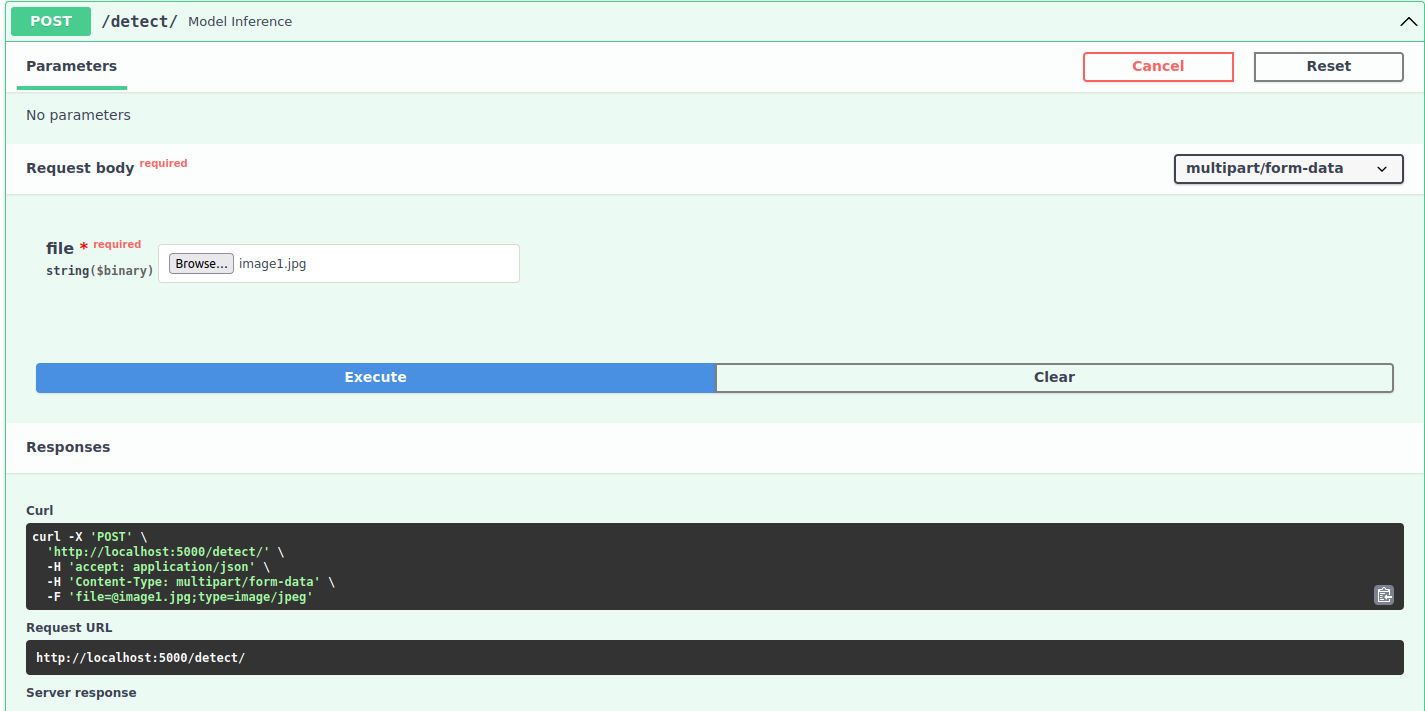 POST /detect/ Model Inference
Parameters Cancel Reset
No parameters
Request body required multipart/form-data
file * required
string($binary) Browse... image1.jpg
Execute Clear
Responses
Curl
curl -X 'POST' \
'http://localhost:5000/detect/' \
-H 'accept: application/json' \
-H 'Content-Type: multipart/form-data' \
-F 'file=@image1.jpg;type=image/jpeg'
Request URL
http://localhost:5000/detect/
Server response